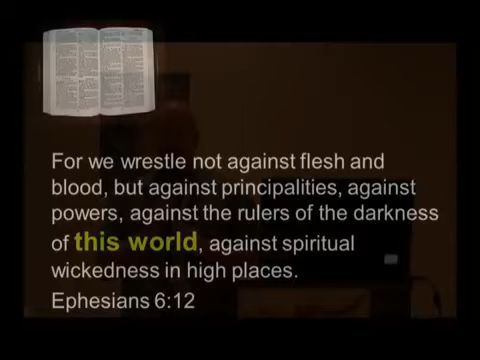 For we wrestle not against flesh and
blood, but against principalities, against
powers, against the rulers of the darkness
of this world, against spiritual
wickedness in high places.
Ephesians 6:12